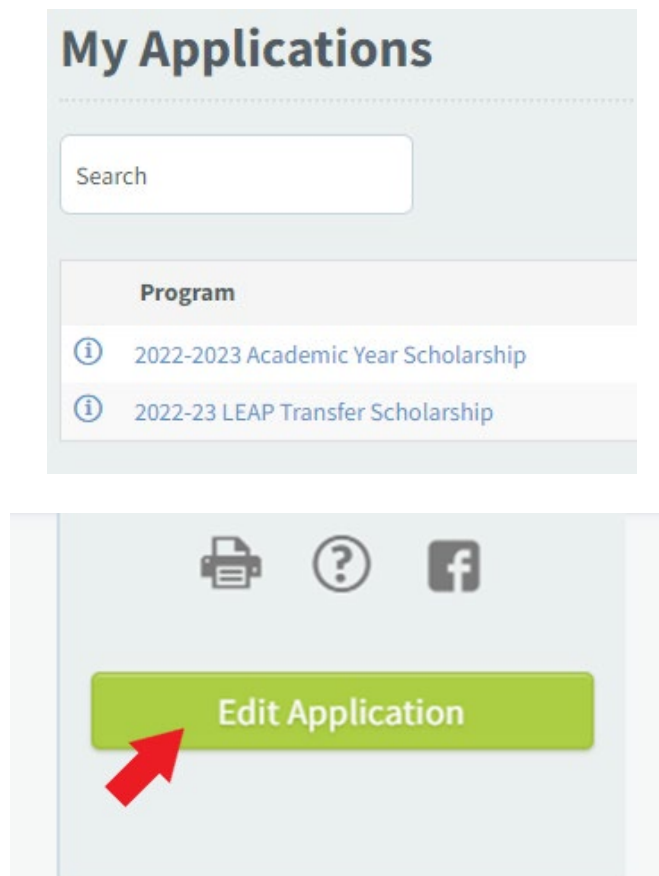 My Applications
Search
Program
2022-2023 Academic Year Scholarship
2022-23 LEAP Transfer Scholarship
Edit Application